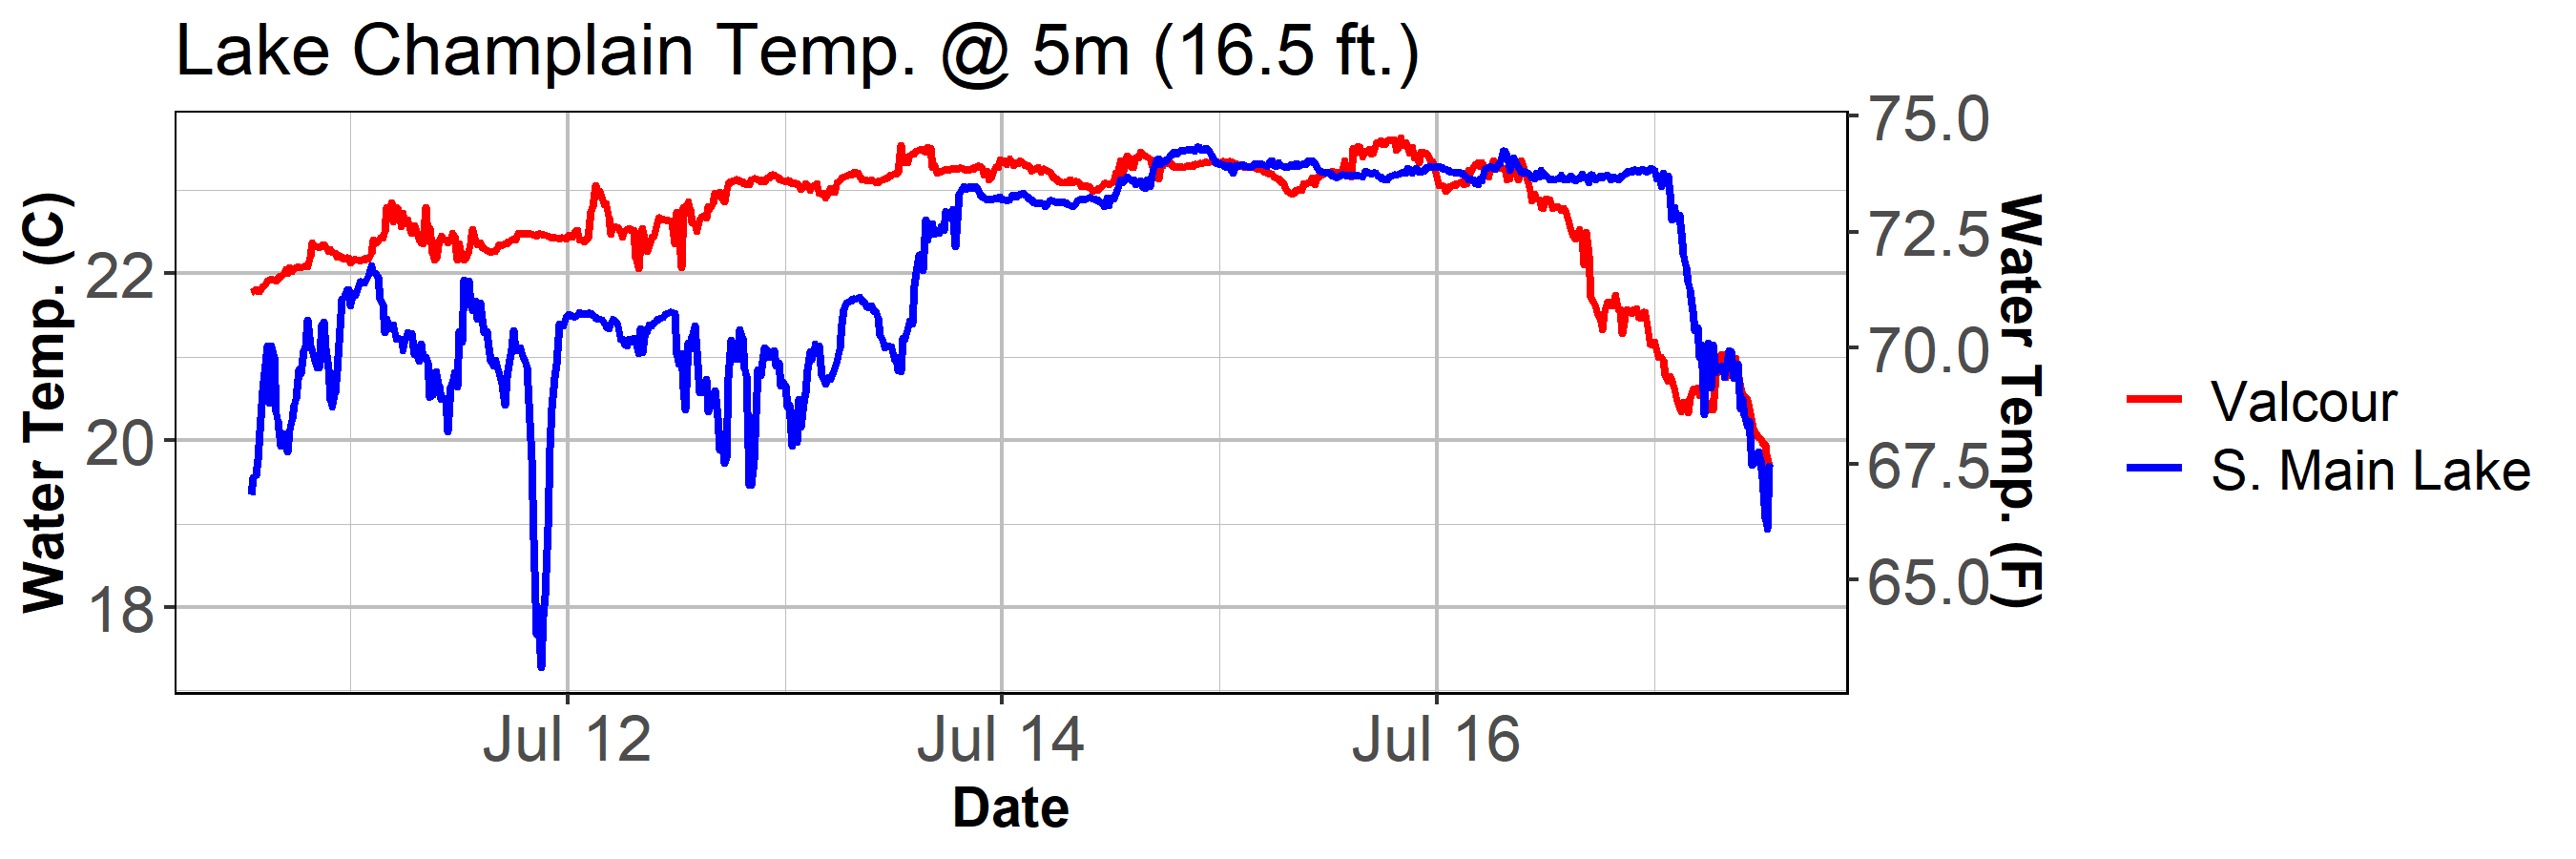 Lake Champlain Temp. @ 5m (16.5 ft.)
Water Temp. (C)
22
20
18
75.0
72.5
70.0
67.5
65.0
Water Temp. (F)
Jul 12
Jul 14
Jul 16
Date
Valcour
S. Main Lake